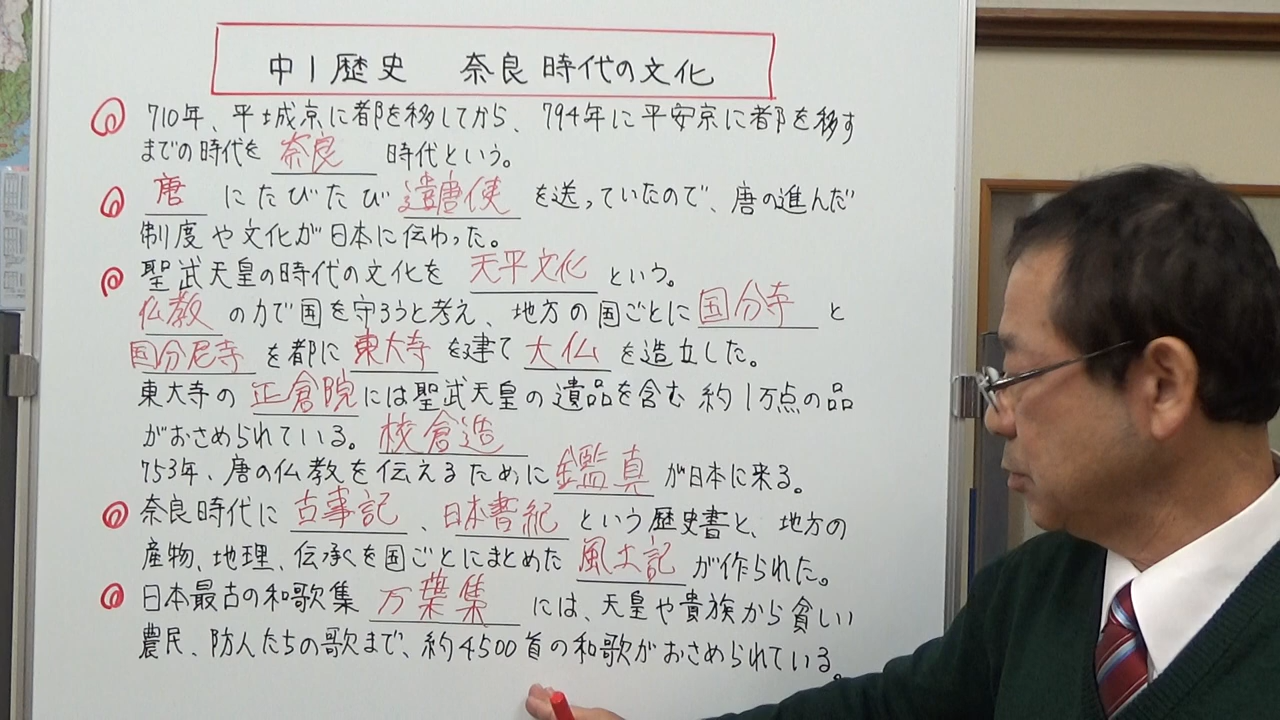 中1歴史 奈良時代の文化
710年、平城京に都を移してから、794年に平安京に都を移す
までの時代を 奈良 時代という。
唐 にたびたび 遣唐使 を送っていたので、唐の進んだ
制度や文化が日本に伝わった。
聖武天皇の時代の文化を 天平文化 という。
仏教 の力で国を守ろうと考え、地方の国ごとに 国分寺 と
国分尼寺 を都に 東大寺 を建て 大仏 を造立した。
東大寺の 正倉院 には聖武天皇の遺品を含む約1万点の品
がおさめられている。 校倉造
753年、唐の仏教を伝えるために 鑑真 が日本に来る。
奈良時代に 古事記 、日本書紀 という歴史書と、地方の
産物、地理、伝承を国ごとにまとめた 風土記 が作られた。
日本最古の和歌集 万葉集 には、天皇や貴族から貧しい
農民、防人たちの歌まで、約4500首の和歌がおさめられている。